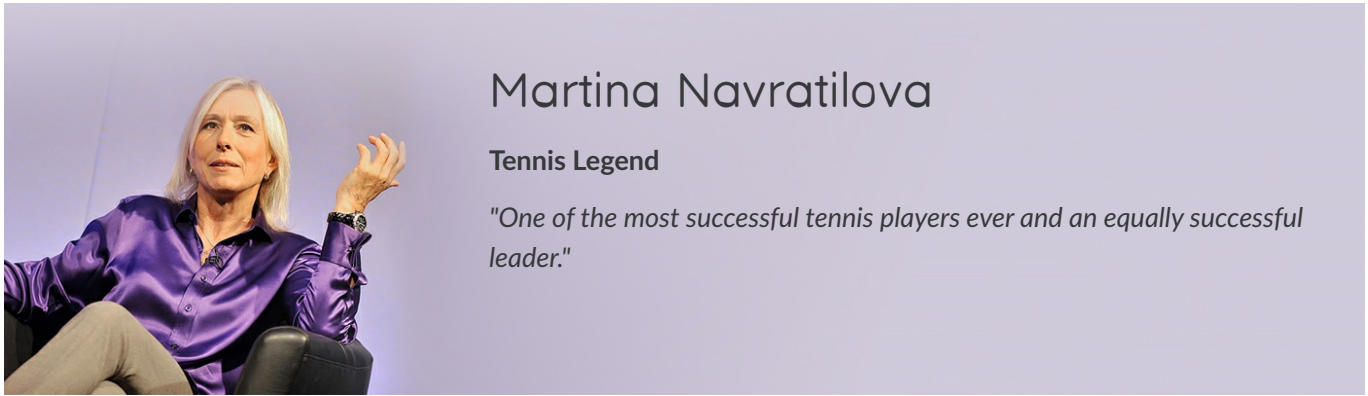 Martina Navratilova
Tennis Legend
"One of the most successful tennis players ever and an equally successful
leader."